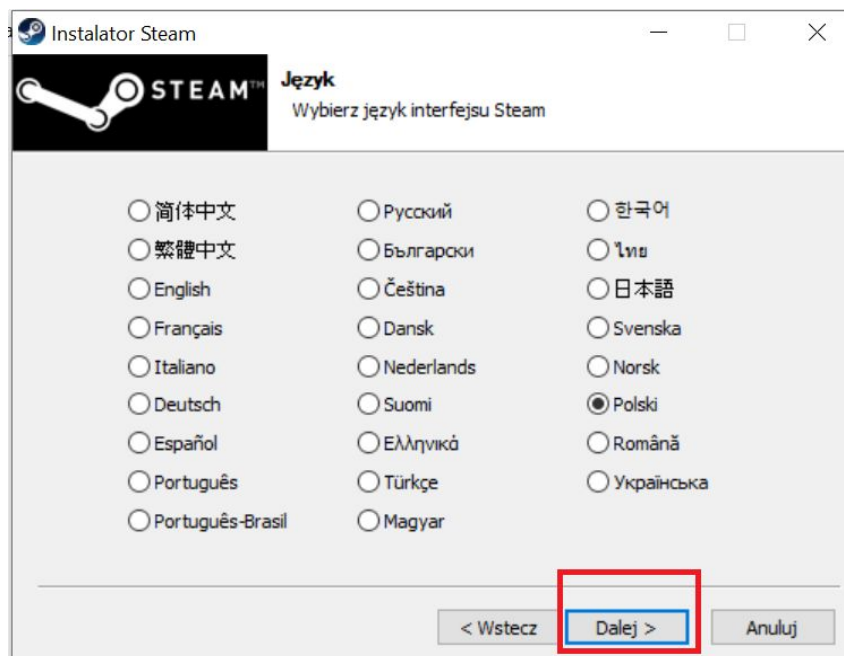 Instalator Steam
STEAM™
Język
Wybierz język interfejsu Steam
简体中文
繁體中文
English
Français
Italiano
Deutsch
Español
Português
Português-Brasil
Русский
Български
Čeština
Dansk
Nederlands
Suomi
Ελληνικά
Türkçe
Magyar
한국어
ไทย
日本語
Svenska
Norsk
Polski
Română
Українська
< Wstecz
Dalej >
Anuluj